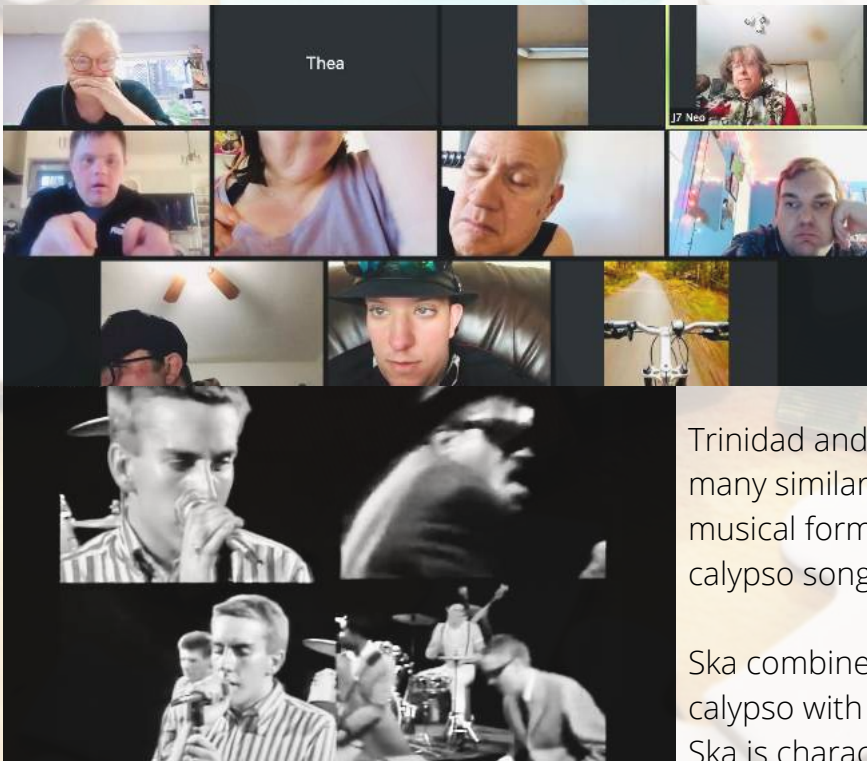 Thea
J7 Neo
Trinidad and
many similar
musical form
calypso song
Ska combine
calypso with
Ska is charac